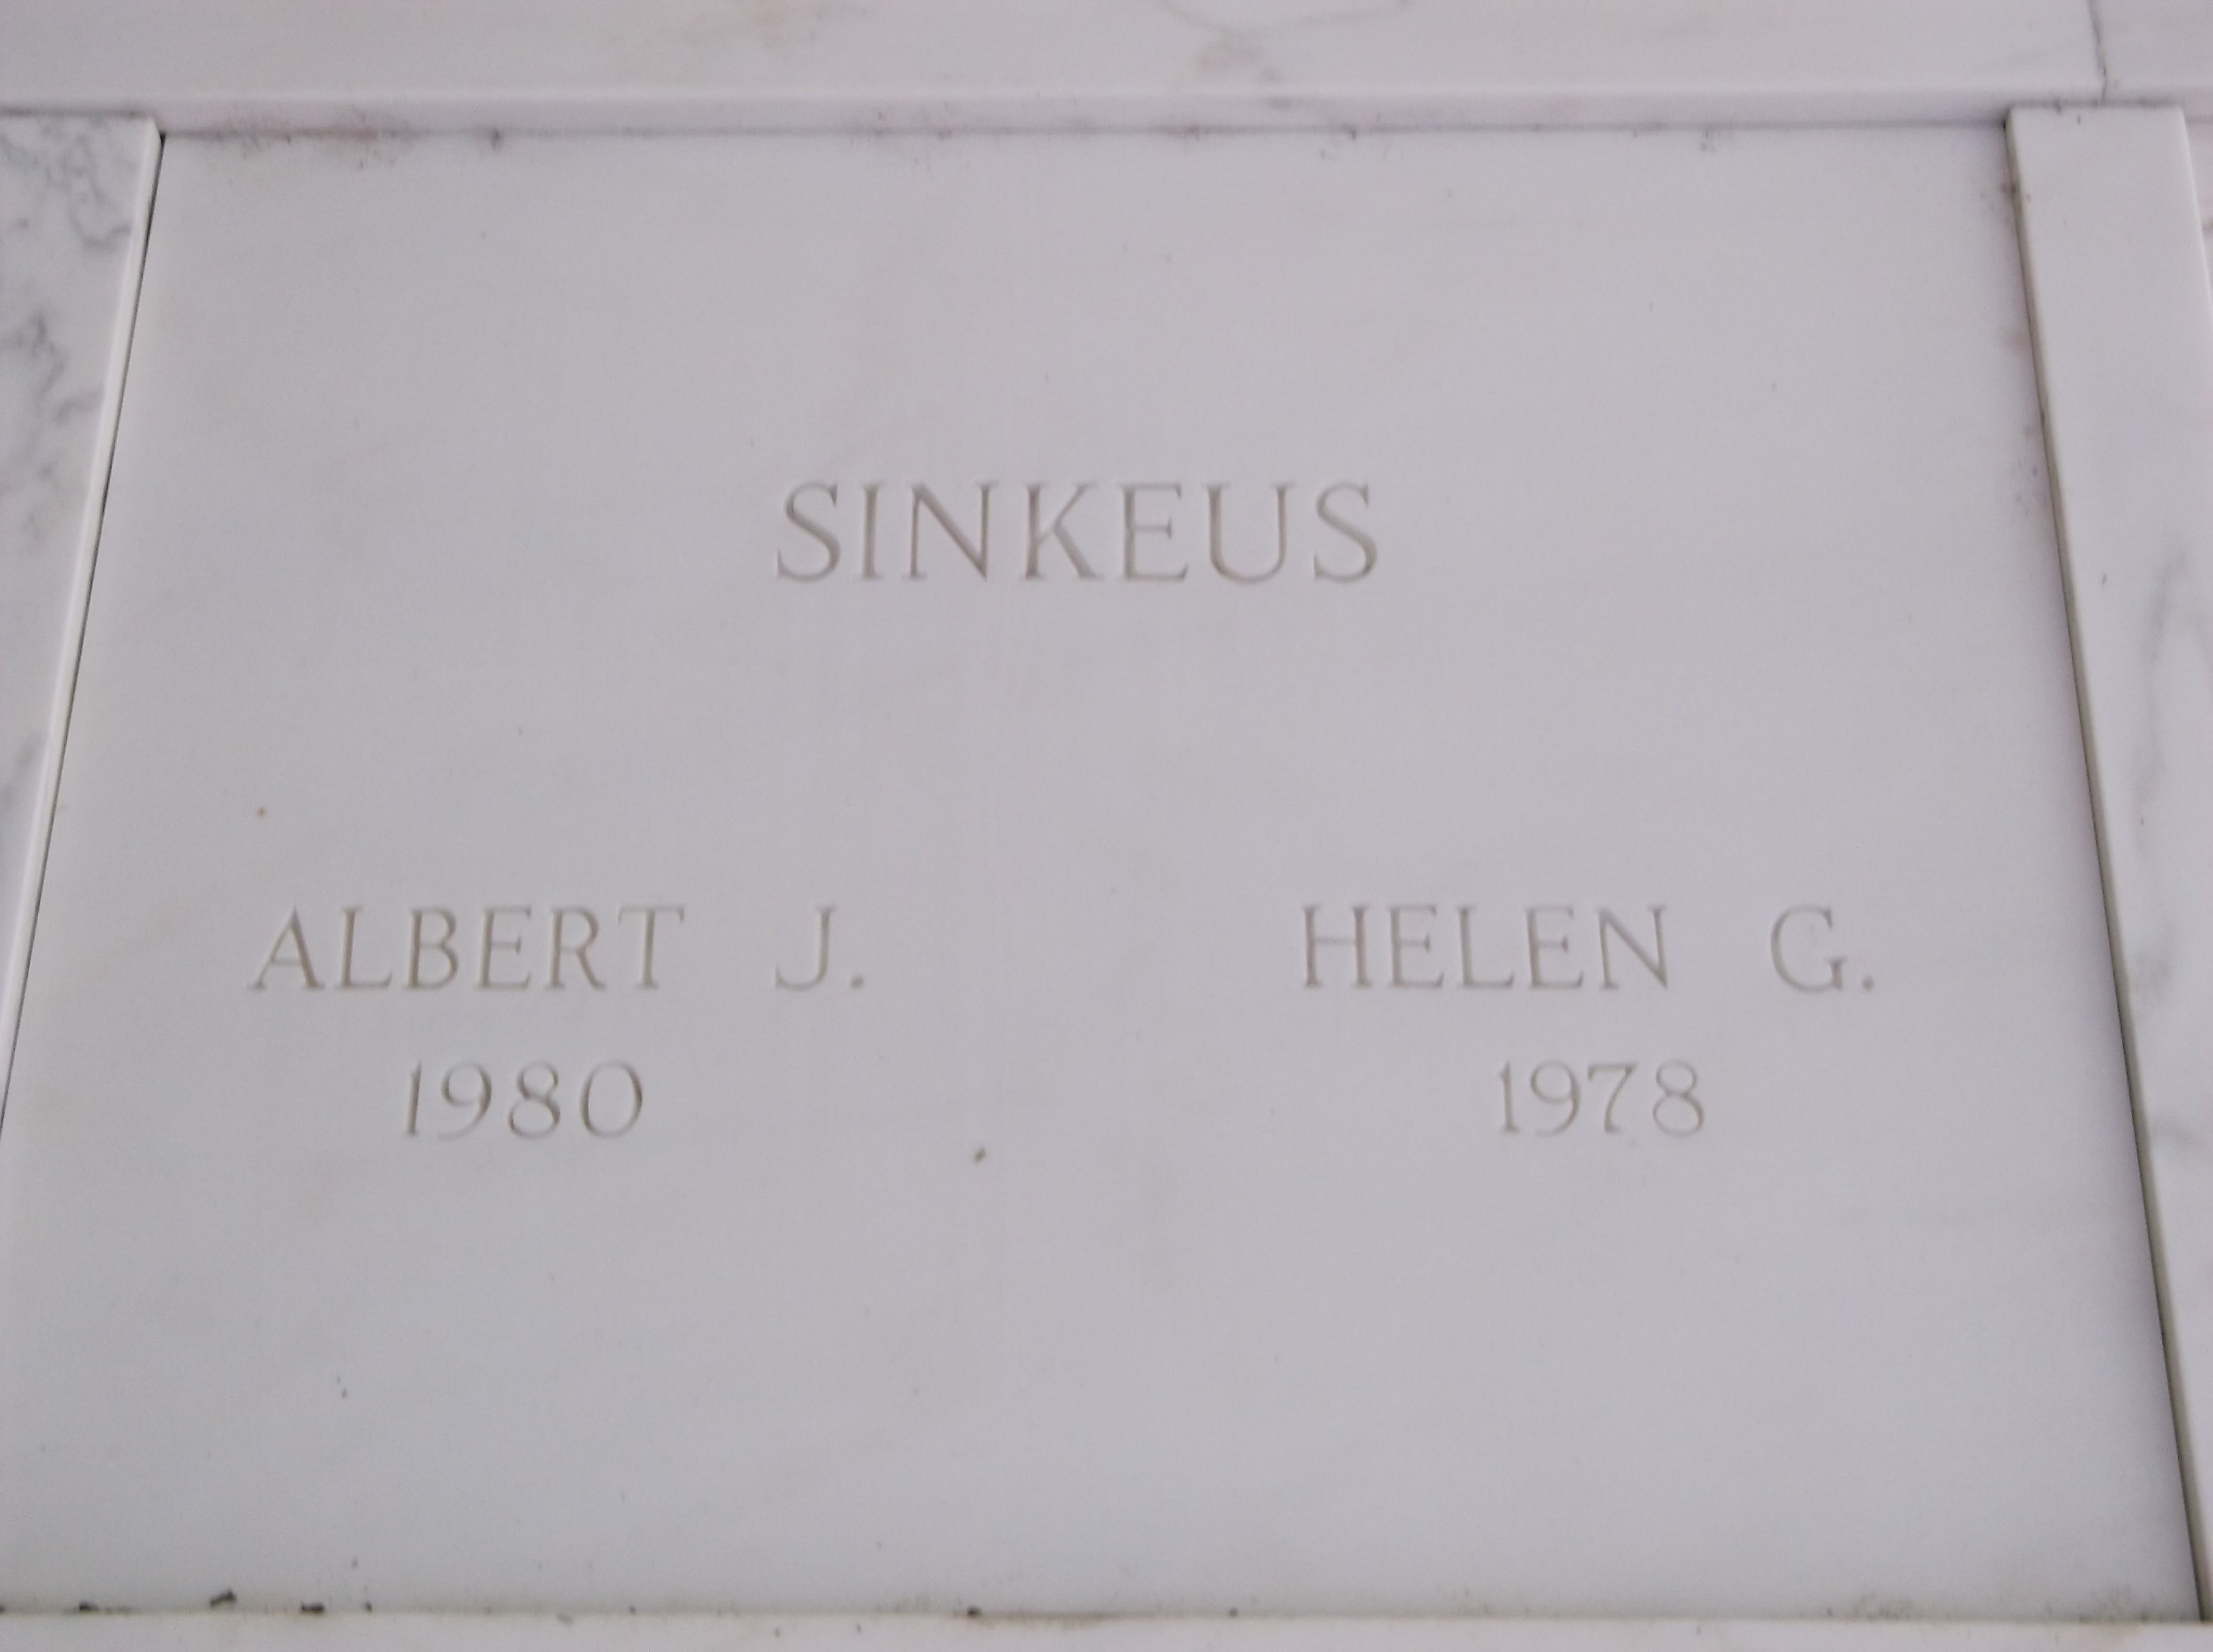 SINKEUS
ALBERT J. HELEN G.
1980 1978